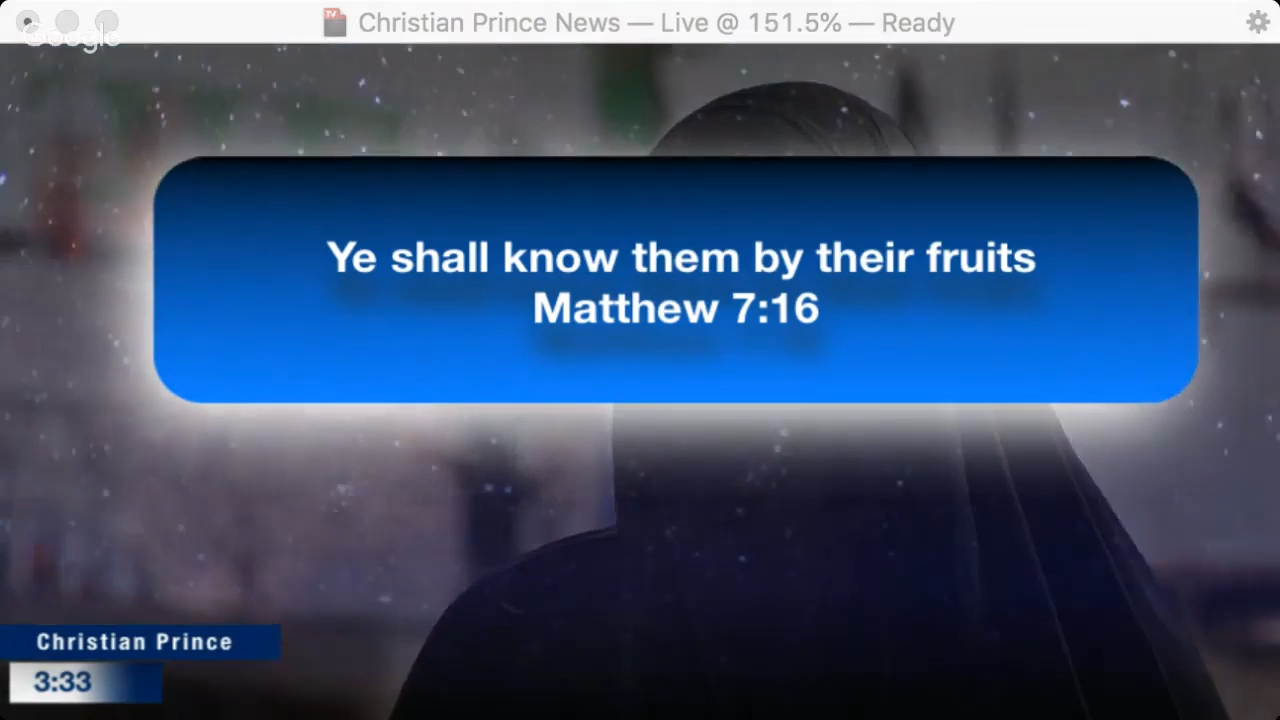 Christian Prince News — Live @ 151.5% — Ready
Google
Ye shall know them by their fruits
Matthew 7:16
Christian Prince
3:33